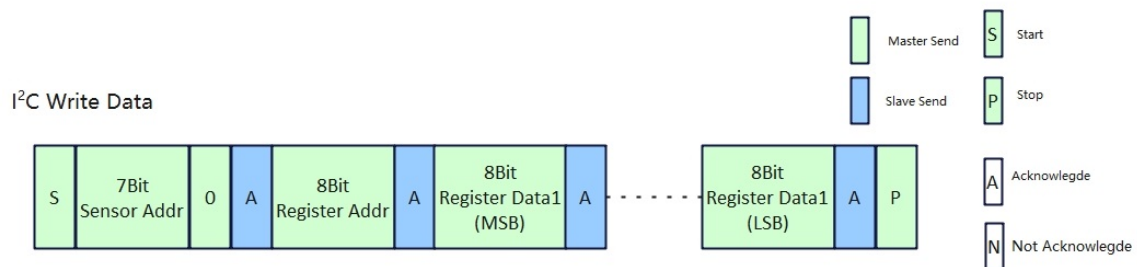 Master Send
S
Start
Slave Send
P
Stop
I²C Write Data
S
7Bit
Sensor Addr
0
A
8Bit
Register Addr
A
8Bit
Register Data1
(MSB)
A
8Bit
Register Data1
(LSB)
A
P
A
Acknowlegde
N
Not Acknowlegde